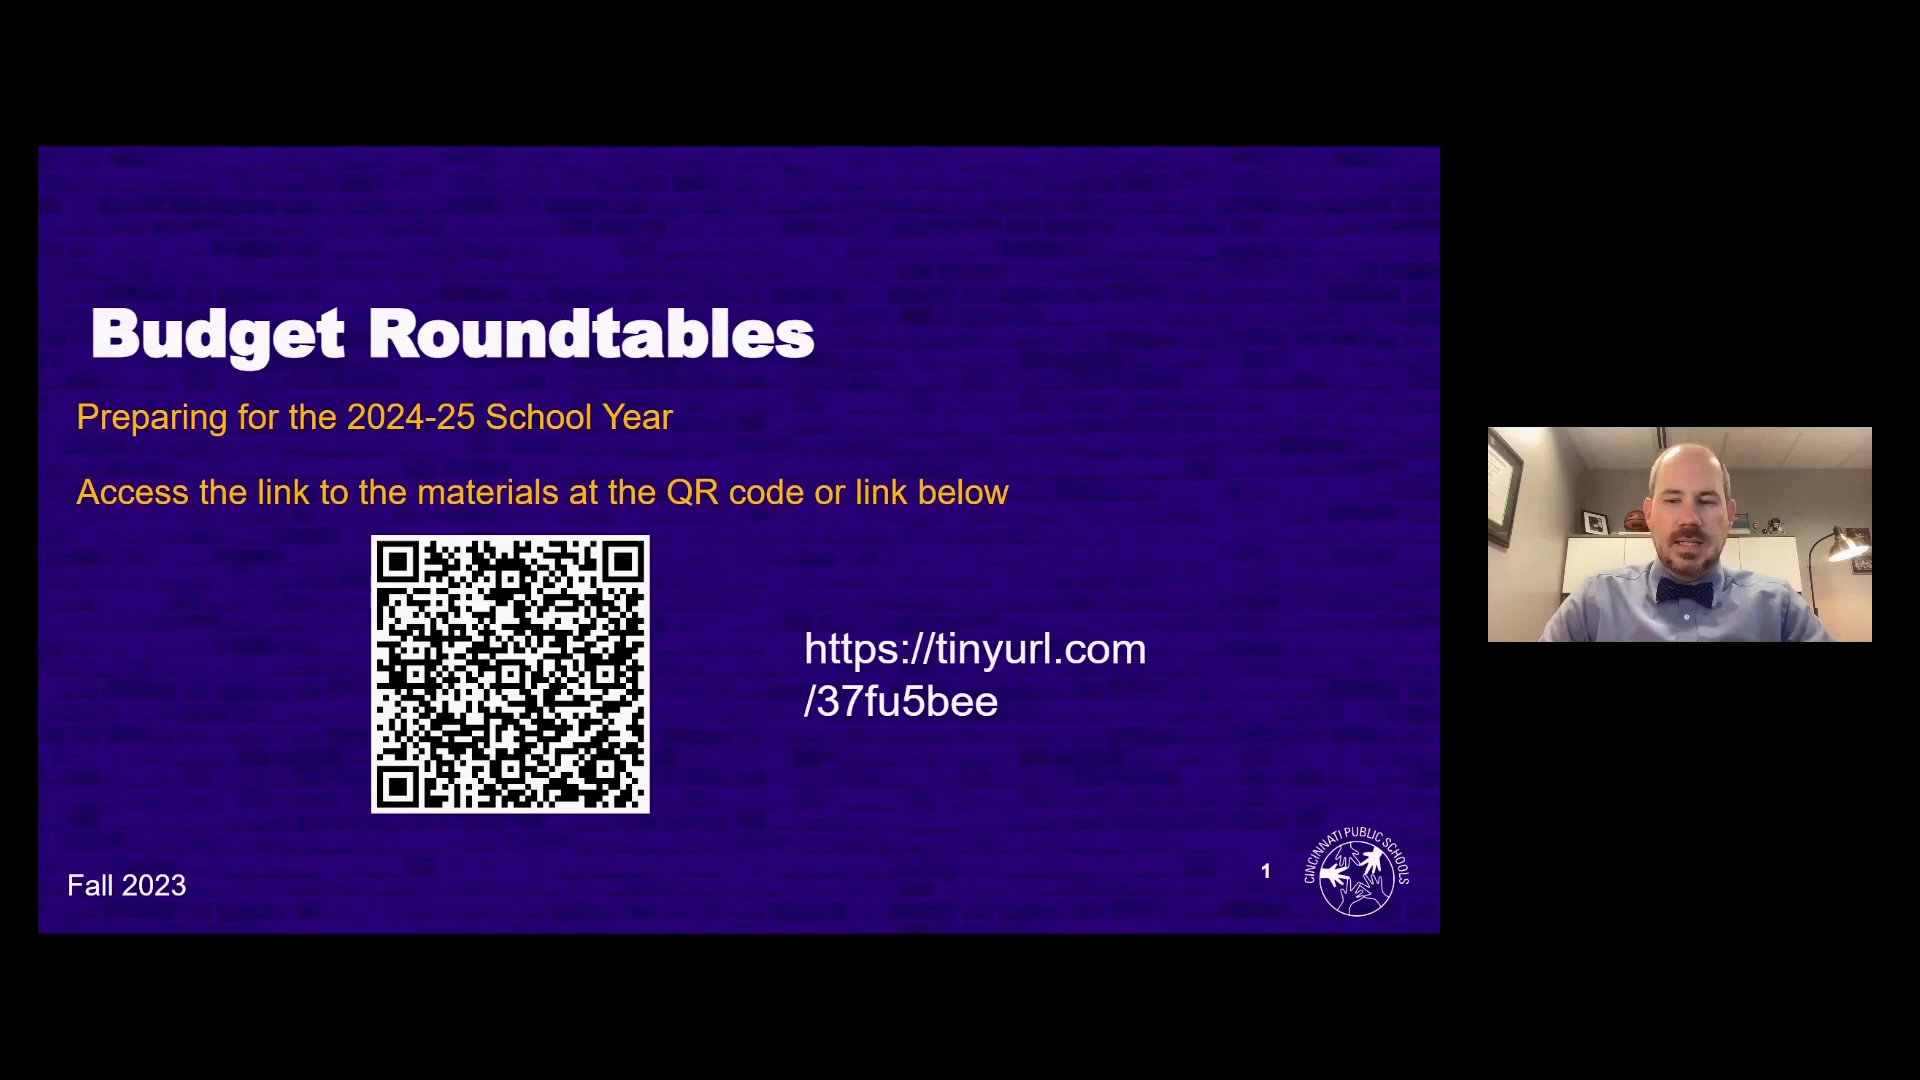 Budget Roundtables
Preparing for the 2024-25 School Year
Access the link to the materials at the QR code or link below
https://tinyurl.com
/37fu5bee
Fall 2023
1
CINCINNATI PUBLIC SCHOOLS